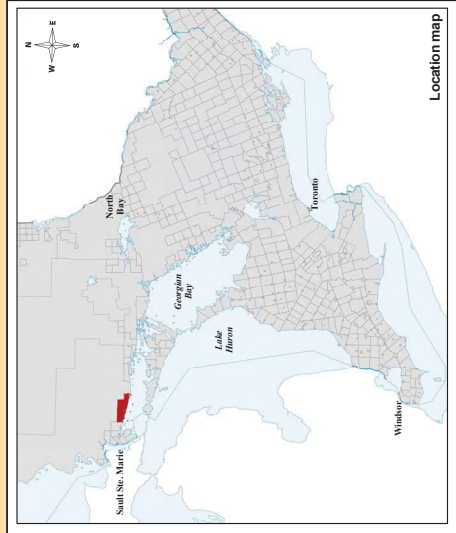 N
E
W
S
North
Bay
Georgian
Bay
Sault Ste. Marie
Lake
Huron
Toronto
Windsor
Location map